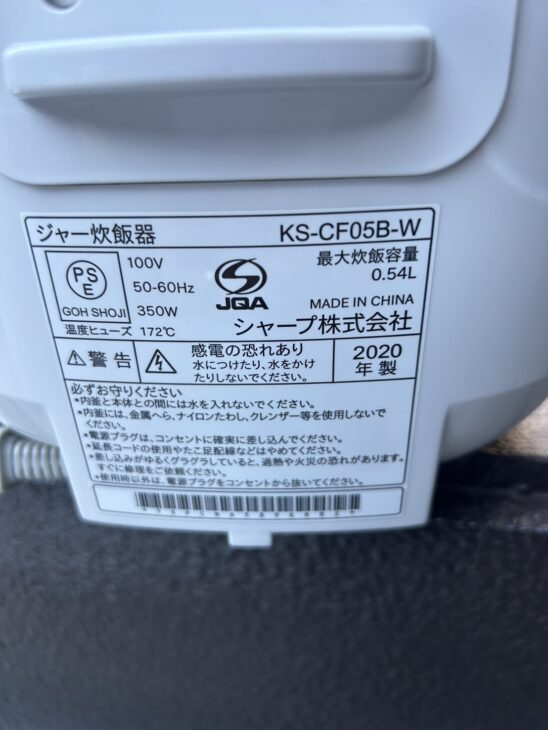 ジャー炊飯器 KS-CF05B-W
PS
E
GOH SHOJI
100V
50-60Hz
350W
温度ヒューズ 172℃
JQA
最大炊飯容量
0.54L
MADE IN CHINA
シャープ株式会社
警告
感電の恐れあり
水につけたり、水をかけ
たりしないでください。
2020
年製
必ずお守りください
*内釜と本体との間には水を入れないでください。
*内釜には、金属へら、ナイロンたわし、クレンザー等を使用しないで
ください。
*電源プラグは、コンセントに確実に差し込んでください。
*延長コードの使用やたこ足配線などはやめてください。
*差し込みがゆるくグラグラしていると、過熱や火災の恐れがあります。
すぐに修理をご依頼ください。
*使用時以外は、電源プラグをコンセントから抜いてください。